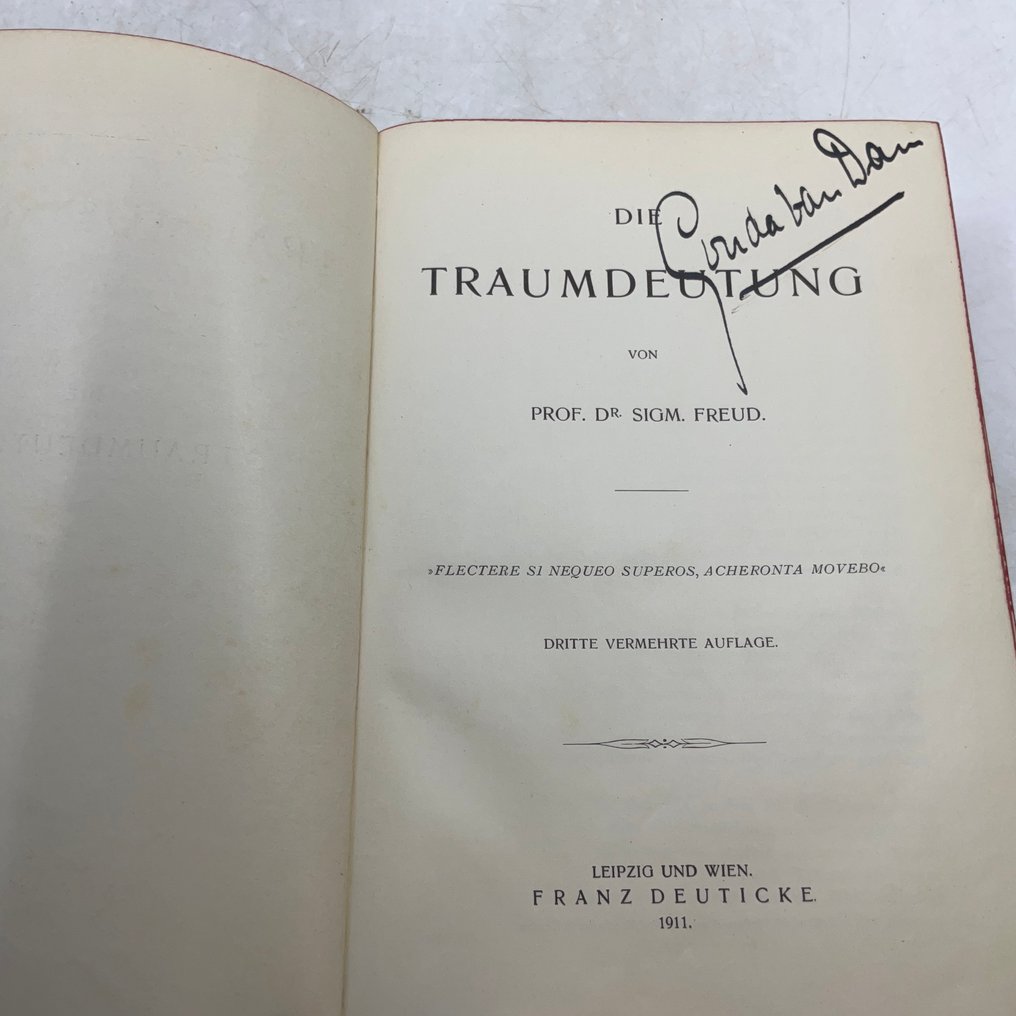 DIE
Gonda van Dam
TRAUMDEUTUNG
VON
PROF. DR. SIGM. FREUD.
»FLECTERE SI NEQUEO SUPEROS, ACHERONTA MOVEBO«
DRITTE VERMEHRTE AUFLAGE.
LEIPZIG UND WIEN.
FRANZ DEUTICKE.
1911.